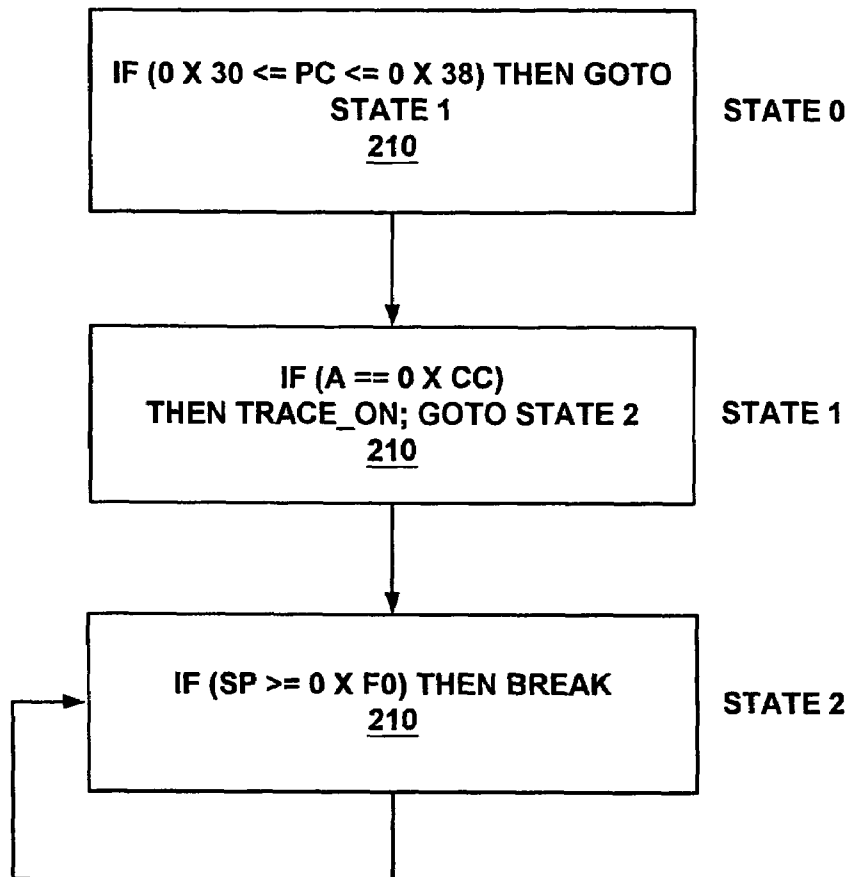 IF (0 X 30 <= PC <= 0 X 38) THEN GOTO
STATE 1
210
STATE 0
IF (A == 0 X CC)
THEN TRACE_ON; GOTO STATE 2
210
STATE 1
IF (SP >= 0 X F0) THEN BREAK
210
STATE 2